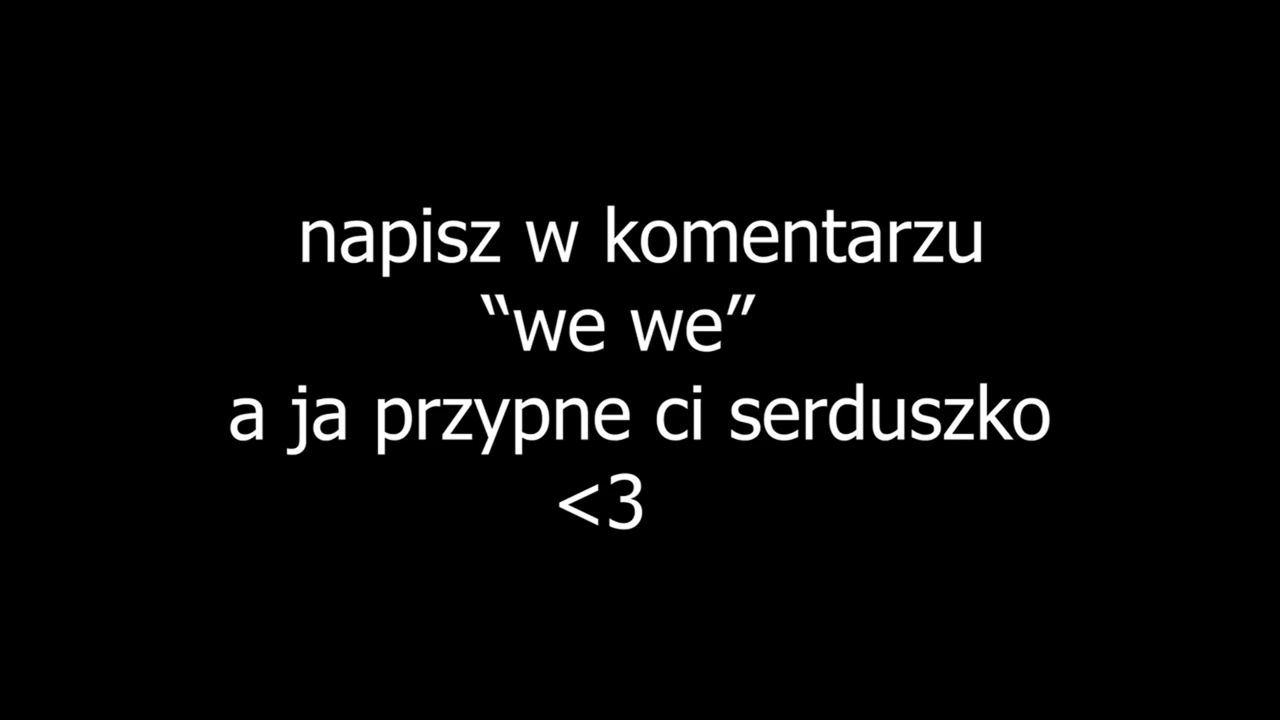 napisz w komentarzu
“we we”
a ja przypne ci serduszko
<3